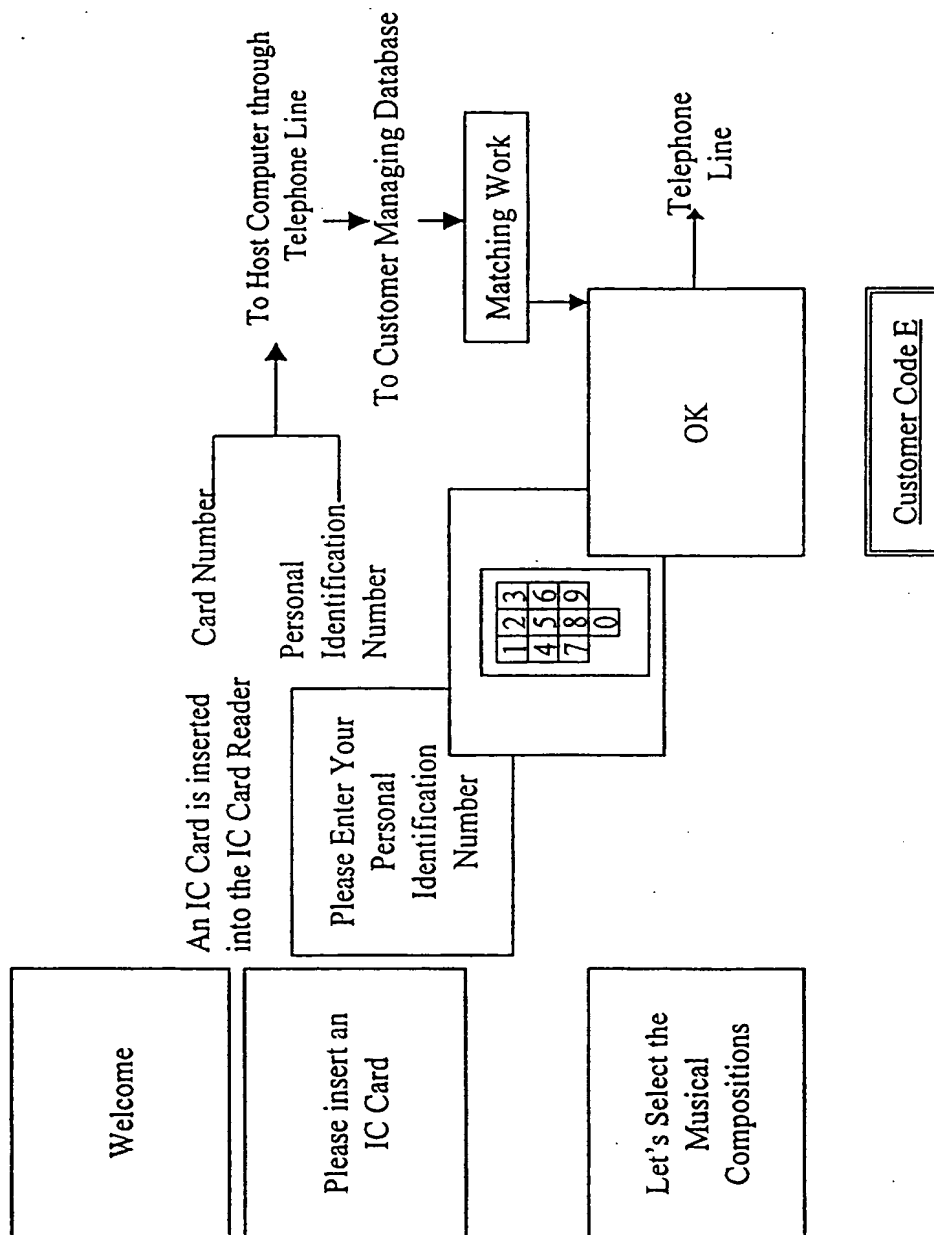 Welcome
Please insert an
IC Card
Let's Select the
Musical
Compositions
An IC Card is inserted
into the IC Card Reader
Please Enter Your
Personal
Identification
Number
1 2 3
4 5 6
7 8 9
0
Card Number
Personal
Identification
Number
To Host Computer through
Telephone Line
To Customer Managing Database
Matching Work
OK
Telephone
Line
Customer Code E